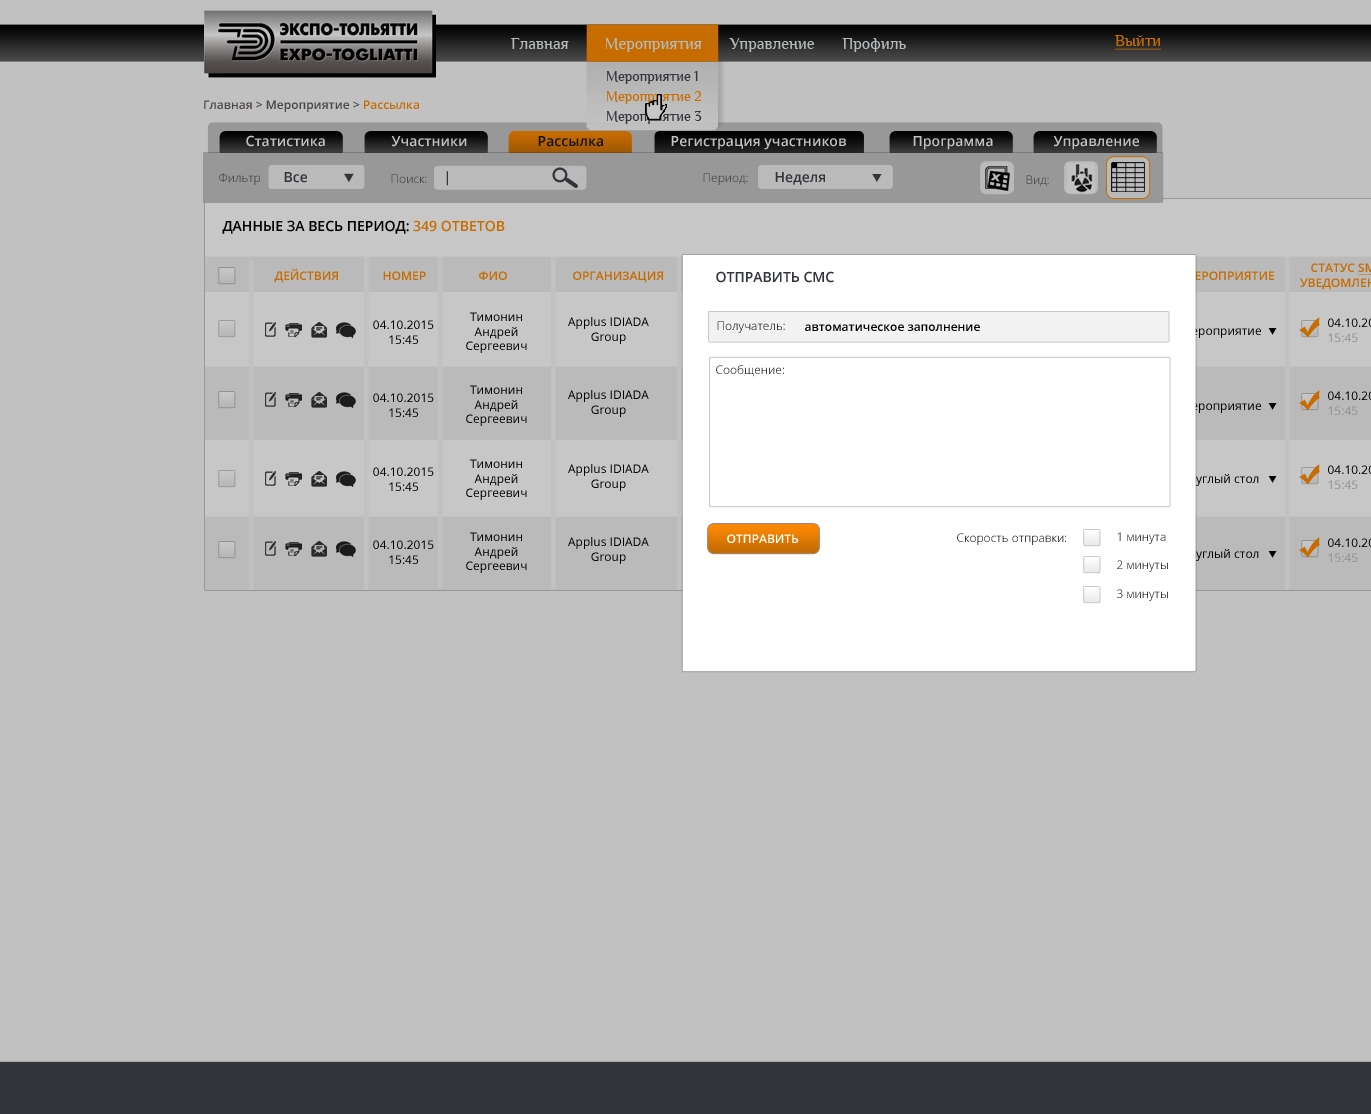 ЭКСПО-ТОЛЬЯТТИ
EXPO-TOGLIATTI
Главная
Мероприятия
Управление
Профиль
Выйти
Мероприятие 1
Мероприятие 2
Мероприятие 3
Главная > Мероприятие > Рассылка
Статистика
Участники
Рассылка
Регистрация участников
Программа
Управление
Фильтр
Все
Поиск:
Период:
Неделя
Вид:
ДАННЫЕ ЗА ВЕСЬ ПЕРИОД: 349 ОТВЕТОВ
ДЕЙСТВИЯ
НОМЕР
ФИО
ОРГАНИЗАЦИЯ
ЕРОПРИЯТИЕ
СТАТУС SM
УВЕДОМЛЕН
04.10.2015
15:45
Тимонин
Андрей
Сергеевич
Applus IDIADA
Group
ероприятие
04.10.20
15:45
04.10.2015
15:45
Тимонин
Андрей
Сергеевич
Applus IDIADA
Group
ероприятие
04.10.20
15:45
04.10.2015
15:45
Тимонин
Андрей
Сергеевич
Applus IDIADA
Group
углый стол
04.10.20
15:45
04.10.2015
15:45
Тимонин
Андрей
Сергеевич
Applus IDIADA
Group
углый стол
04.10.20
15:45
ОТПРАВИТЬ СМС
Получатель: автоматическое заполнение
Сообщение:
ОТПРАВИТЬ
Скорость отправки:
1 минута
2 минуты
3 минуты